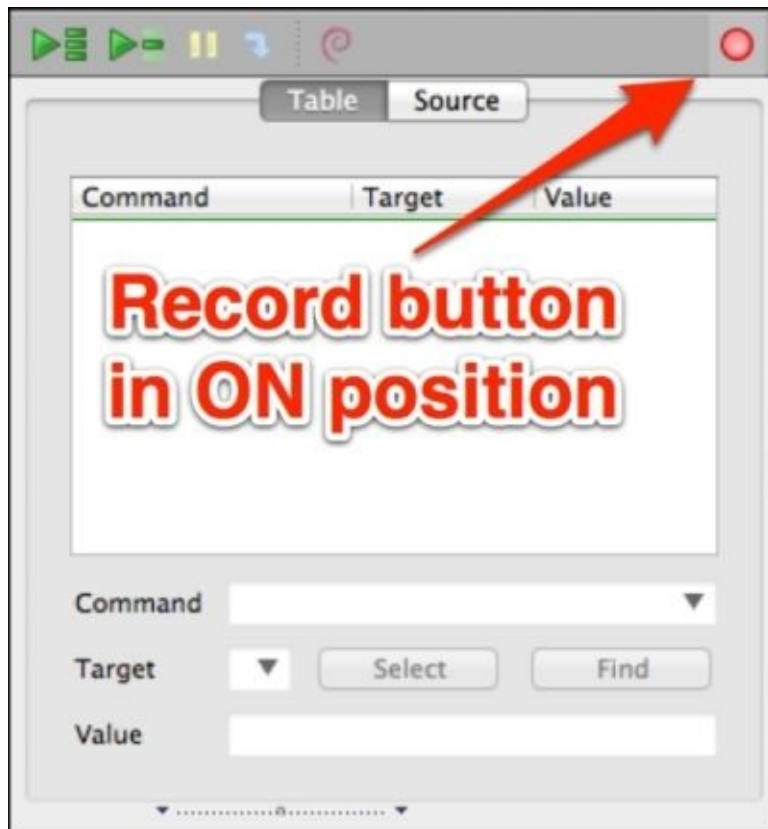 Table Source
Command Target Value
Record button
in ON position
Command
Target Select Find
Value